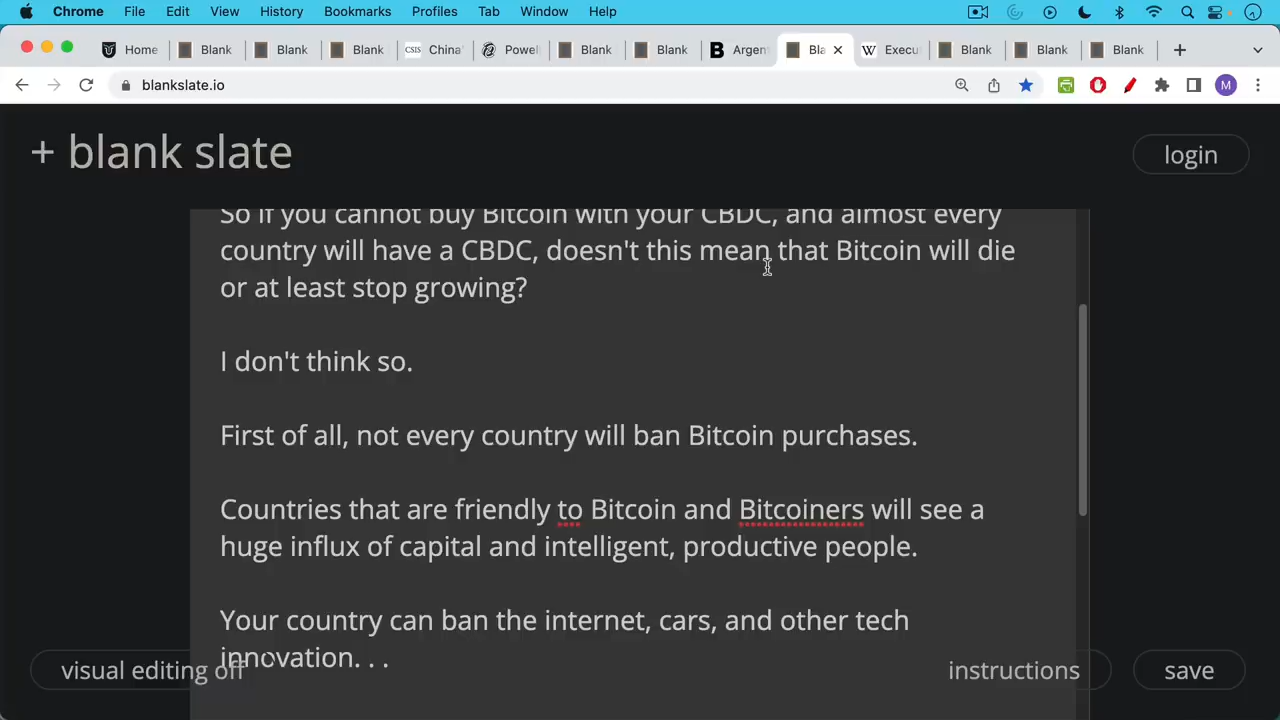 Chrome File Edit View History Bookmarks Profiles Tab Window Help
Home Blank Blank Blank CSIS China' Powel Blank Blank B Argent Bla W Execu Blank Blank Blank
blankslate.io M
+ blank slate
login
So if you cannot buy Bitcoin with your CBDC, and almost every
country will have a CBDC, doesn't this mean that Bitcoin will die
or at least stop growing?
I don't think so.
First of all, not every country will ban Bitcoin purchases.
Countries that are friendly to Bitcoin and Bitcoiners will see a
huge influx of capital and intelligent, productive people.
Your country can ban the internet, cars, and other tech
innovation. . .
visual editing off
instructions
save